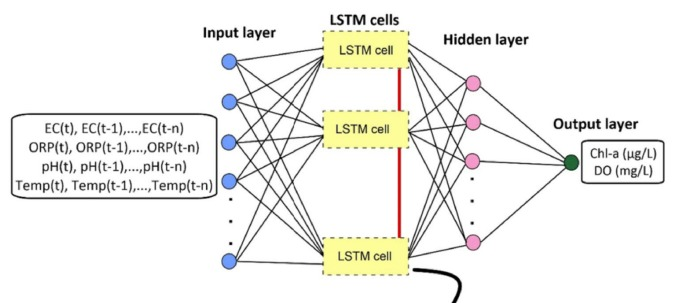 LSTM cells
Input layer
LSTM cell
Hidden layer
EC(t), EC(t-1),...,EC(t-n)
ORP(t), ORP(t-1),...,ORP(t-n)
pH(t), pH(t-1),...,pH(t-n)
Temp(t), Temp(t-1),...,Temp(t-n)
LSTM cell
Output layer
Chl-a (µg/L)
DO (mg/L)
LSTM cell